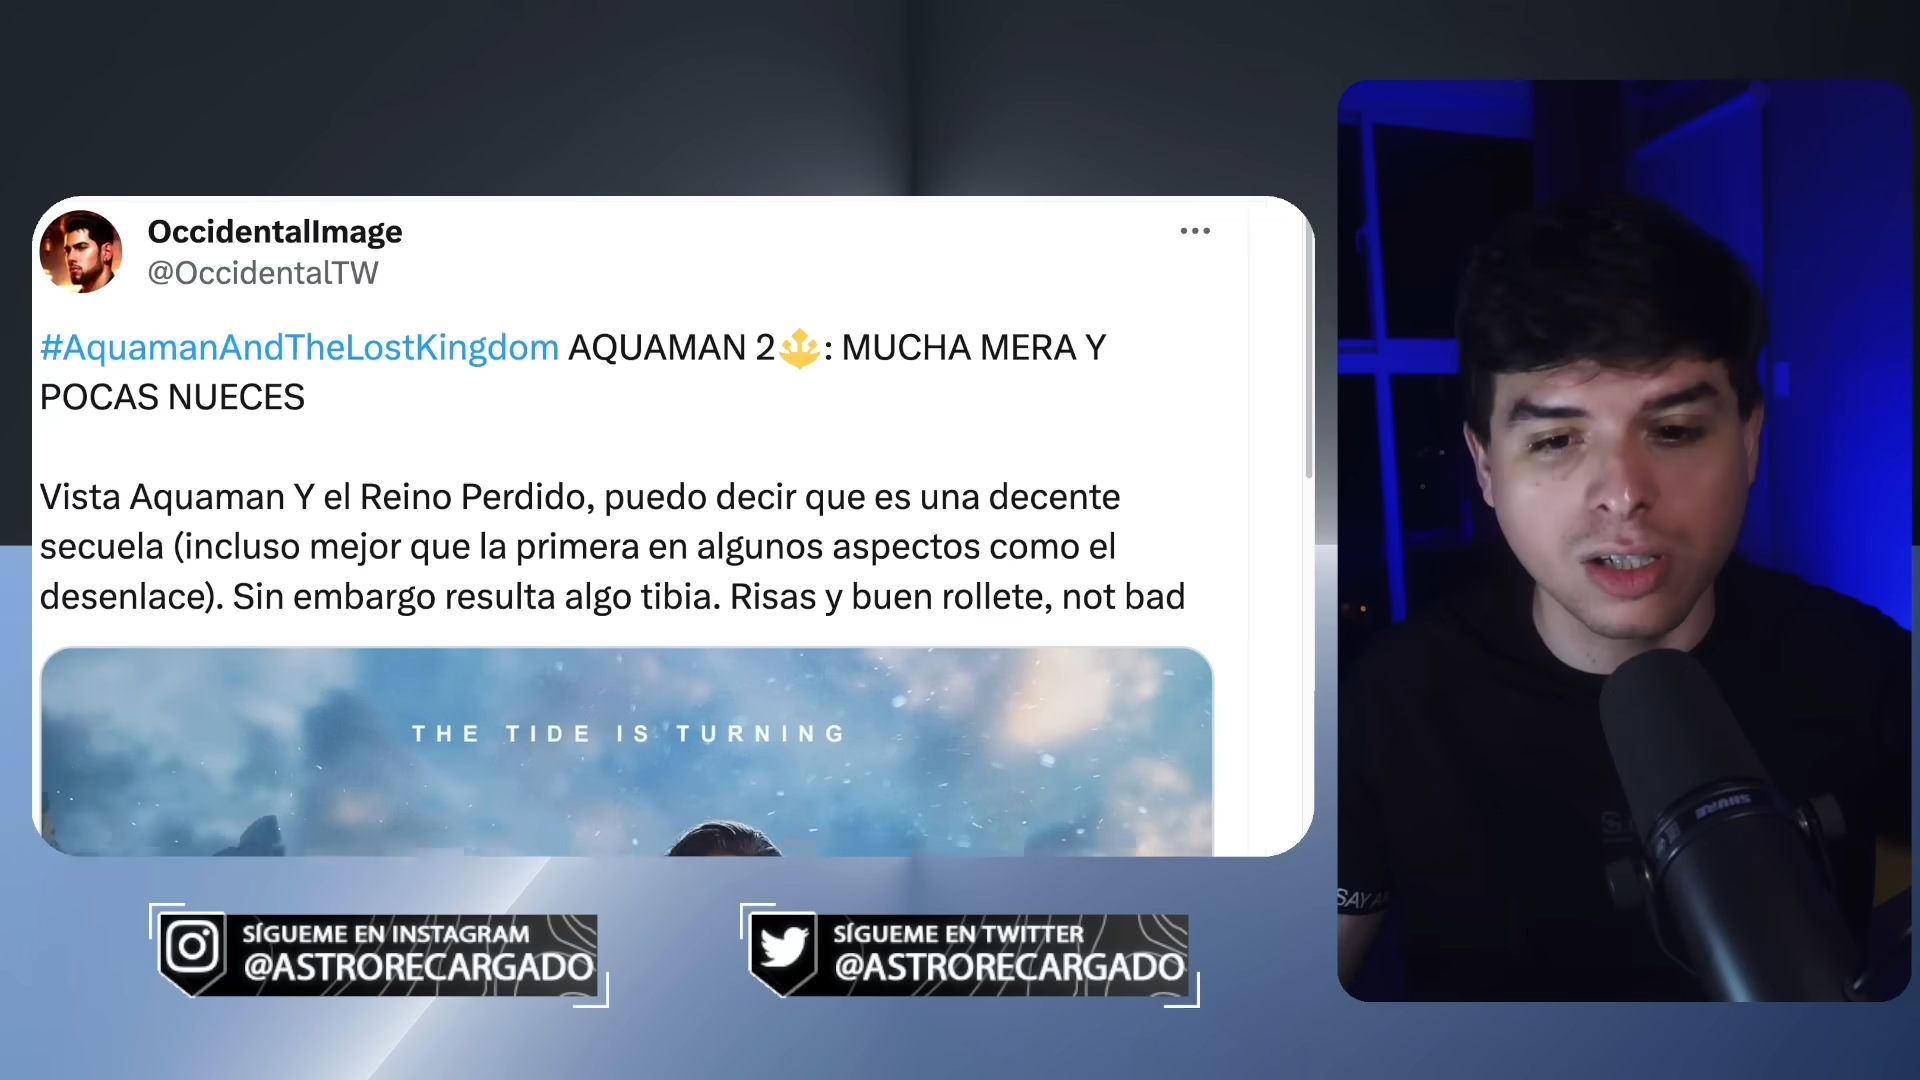 OccidentalImage
@OccidentalTW
#AquamanAndTheLostKingdom AQUAMAN 2🔱: MUCHA MERA Y
POCAS NUECES
Vista Aquaman Y el Reino Perdido, puedo decir que es una decente
secuela (incluso mejor que la primera en algunos aspectos como el
desenlace). Sin embargo resulta algo tibia. Risas y buen rollete, not bad
THE TIDE IS TURNING
SÍGUEME EN INSTAGRAM
@ASTRORECARGADO
SÍGUEME EN TWITTER
@ASTRORECARGADO
SHURE